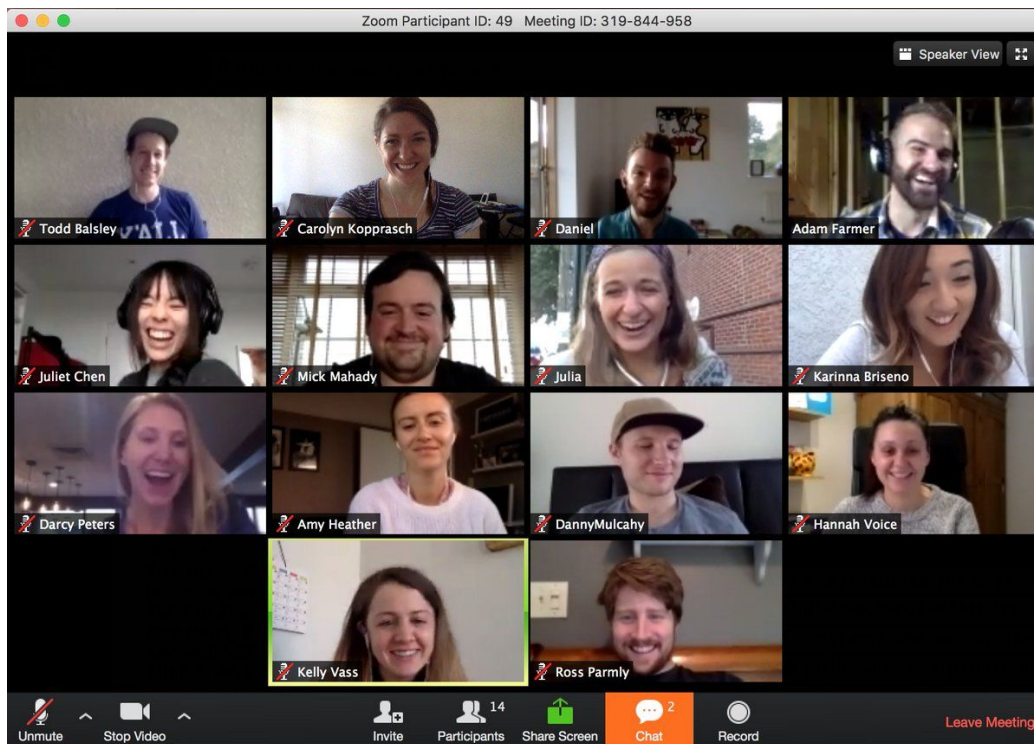 Zoom Participant ID: 49 Meeting ID: 319-844-958
Speaker View
Y'ALL
Todd Balsley
Carolyn Kopprasch
Daniel
Adam Farmer
Juliet Chen
Mick Mahady
Julia
Karinna Briseno
Darcy Peters
Amy Heather
DannyMulcahy
Hannah Voice
Kelly Vass
Ross Parmly
14
2
Unmute
Stop Video
Invite
Participants
Share Screen
Chat
Record
Leave Meeting